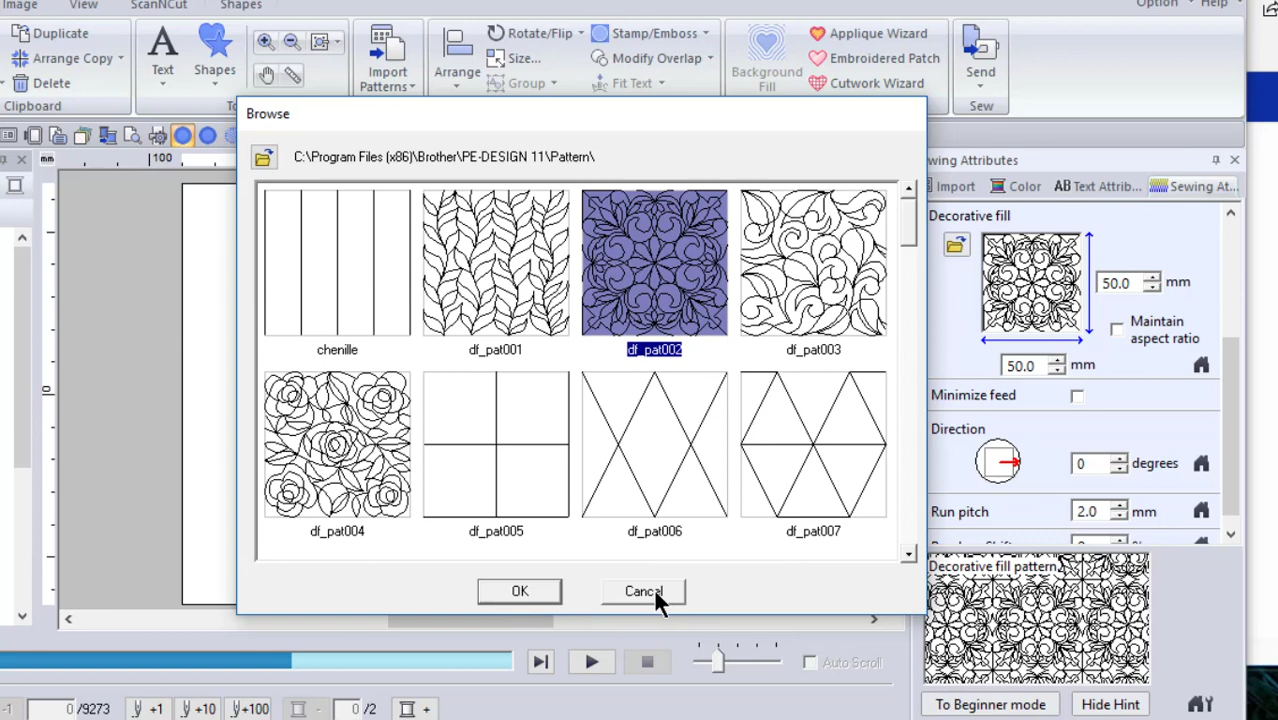 Image View ScanNCut Shapes Option Help
Duplicate
Arrange Copy
Delete
Clipboard
Text
Shapes
Import
Patterns
Arrange
Rotate/Flip
Size...
Group
Stamp/Emboss
Modify Overlap
Fit Text
Background
Fill
Applique Wizard
Embroidered Patch
Cutwork Wizard
Send
Sew
mm
100
0
Browse
C:\Program Files (x86)\Brother\PE-DESIGN 11\Pattern\
chenille df_pat001 df_pat002 df_pat003
df_pat004 df_pat005 df_pat006 df_pat007
OK Cancel
ewing Attributes
Import Color AB Text Attrib... Sewing At...
Decorative fill
50.0 mm
Maintain
aspect ratio
50.0 mm
Minimize feed
Direction
0 degrees
Run pitch 2.0 mm
Decorative fill pattern
To Beginner mode Hide Hint
Auto Scroll
-1 0 /9273 +1 +10 +100 - 0 /2 +